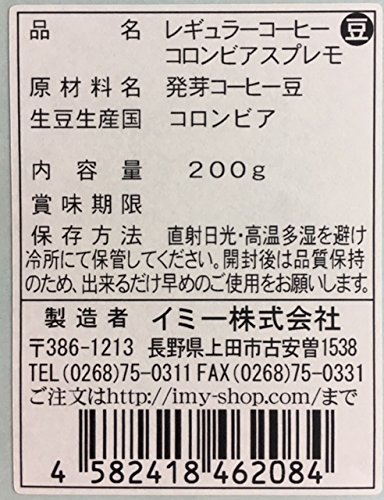 品名 レギュラーコーヒー 豆
コロンビアスプレモ
原材料名 発芽コーヒー豆
生豆生産国 コロンビア
内容量 200g
賞味期限
保存方法 直射日光・高温多湿を避け
冷所にて保管してください。開封後は品質保持
のため、出来るだけ早めのご使用をお願いします。
製造者 イミー株式会社
〒386-1213 長野県上田市古安曽1538
TEL(0268)75-0311 FAX(0268)75-0331
ご注文はhttp://imy-shop.com/まで
4 582418 462084